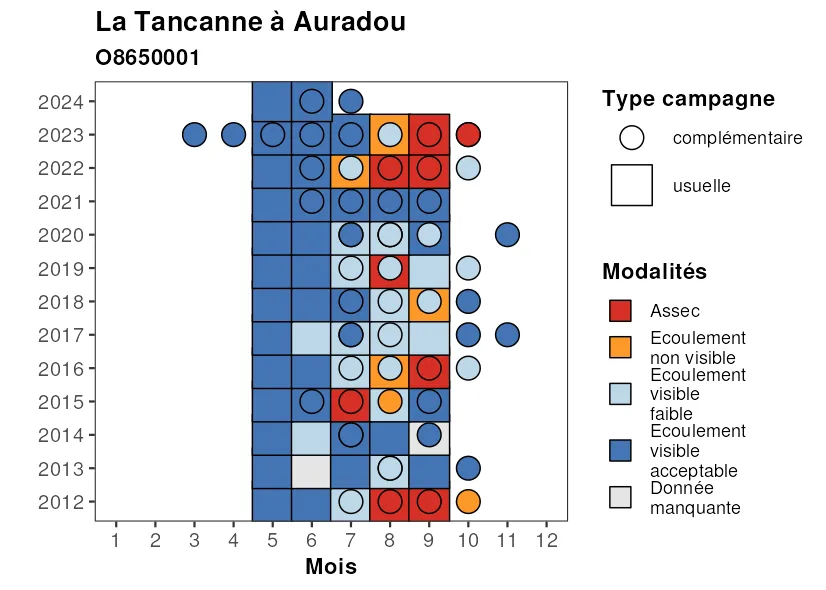 La Tancanne à Auradou
O8650001
2024
2023
2022
2021
2020
2019
2018
2017
2016
2015
2014
2013
2012
1 2 3 4 5 6 7 8 9 10 11 12
Mois
Type campagne
complémentaire
usuelle
Modalités
Assec
Ecoulement
non visible
Ecoulement
visible
faible
Ecoulement
visible
acceptable
Donnée
manquante